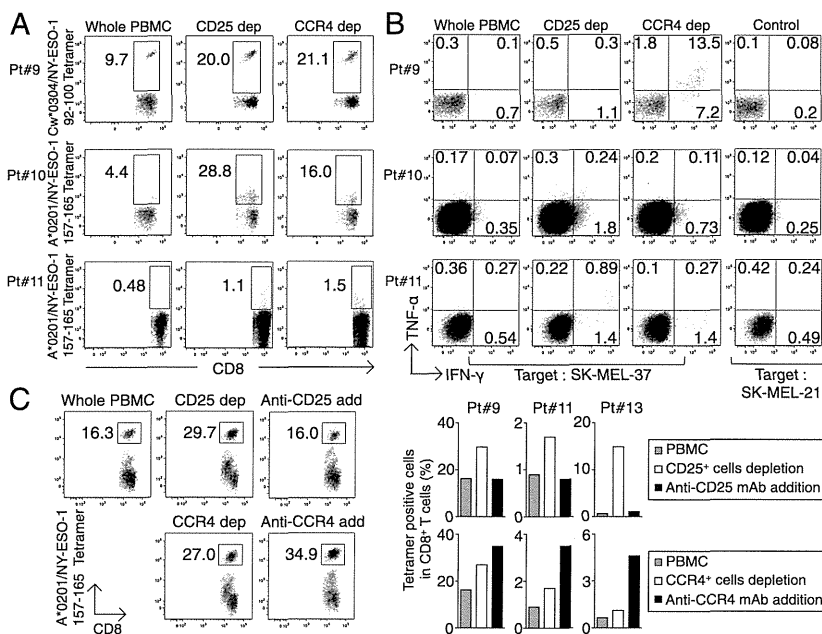 A
Whole PBMC CD25 dep CCR4 dep
Pt#9
Cw*0304/NY-ESO-1
92-100 Tetramer
9.7 20.0 21.1
Pt#10
A*0201/NY-ESO-1
157-165 Tetramer
4.4 28.8 16.0
Pt#11
A*0201/NY-ESO-1
157-165 Tetramer
0.48 1.1 1.5
CD8
B
Whole PBMC CD25 dep CCR4 dep Control
Pt#9
0.3 0.1 0.5 0.3 1.8 13.5 0.1 0.08
0.7 1.1 7.2 0.2
Pt#10
0.17 0.07 0.3 0.24 0.2 0.11 0.12 0.04
0.35 1.8 0.73 0.25
Pt#11
0.36 0.27 0.22 0.89 0.1 0.27 0.42 0.24
0.54 1.4 1.4 0.49
TNF-α
IFN-γ
Target : SK-MEL-37
Target :
SK-MEL-21
C
Whole PBMC CD25 dep Anti-CD25 add
16.3 29.7 16.0
CCR4 dep Anti-CCR4 add
27.0 34.9
A*0201/NY-ESO-1
157-165 Tetramer
CD8
Pt#9 Pt#11 Pt#13
Tetramer positive cells
in CD8+ T cells (%)
40 2 20
20 1 10
0 0 0
PBMC
CD25+ cells depletion
Anti-CD25 mAb addition
40 4 6
20 2 3
0 0 0
PBMC
CCR4+ cells depletion
Anti-CCR4 mAb addition